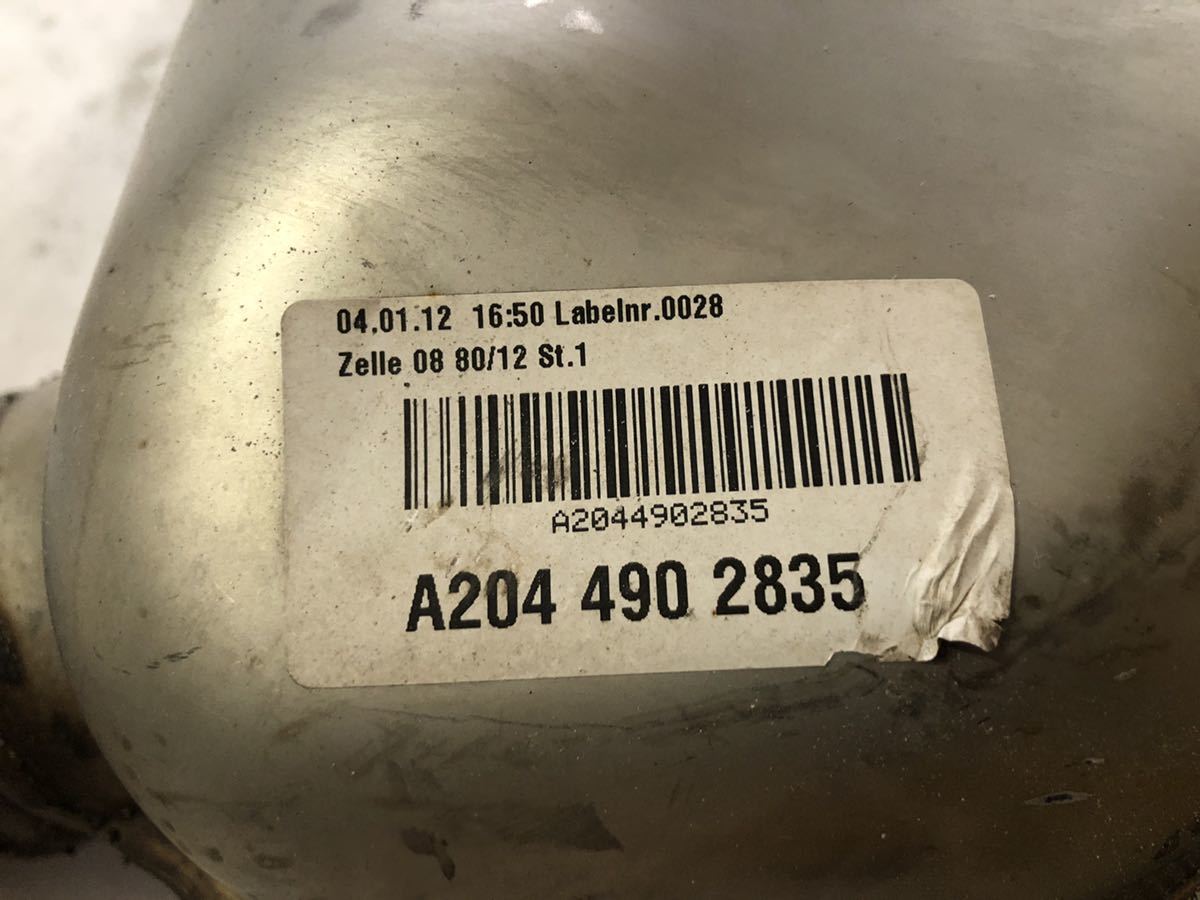 04.01.12 16:50 Labelnr.0028
Zelle 08 80/12 St.1
A2044902835
A204 490 2835